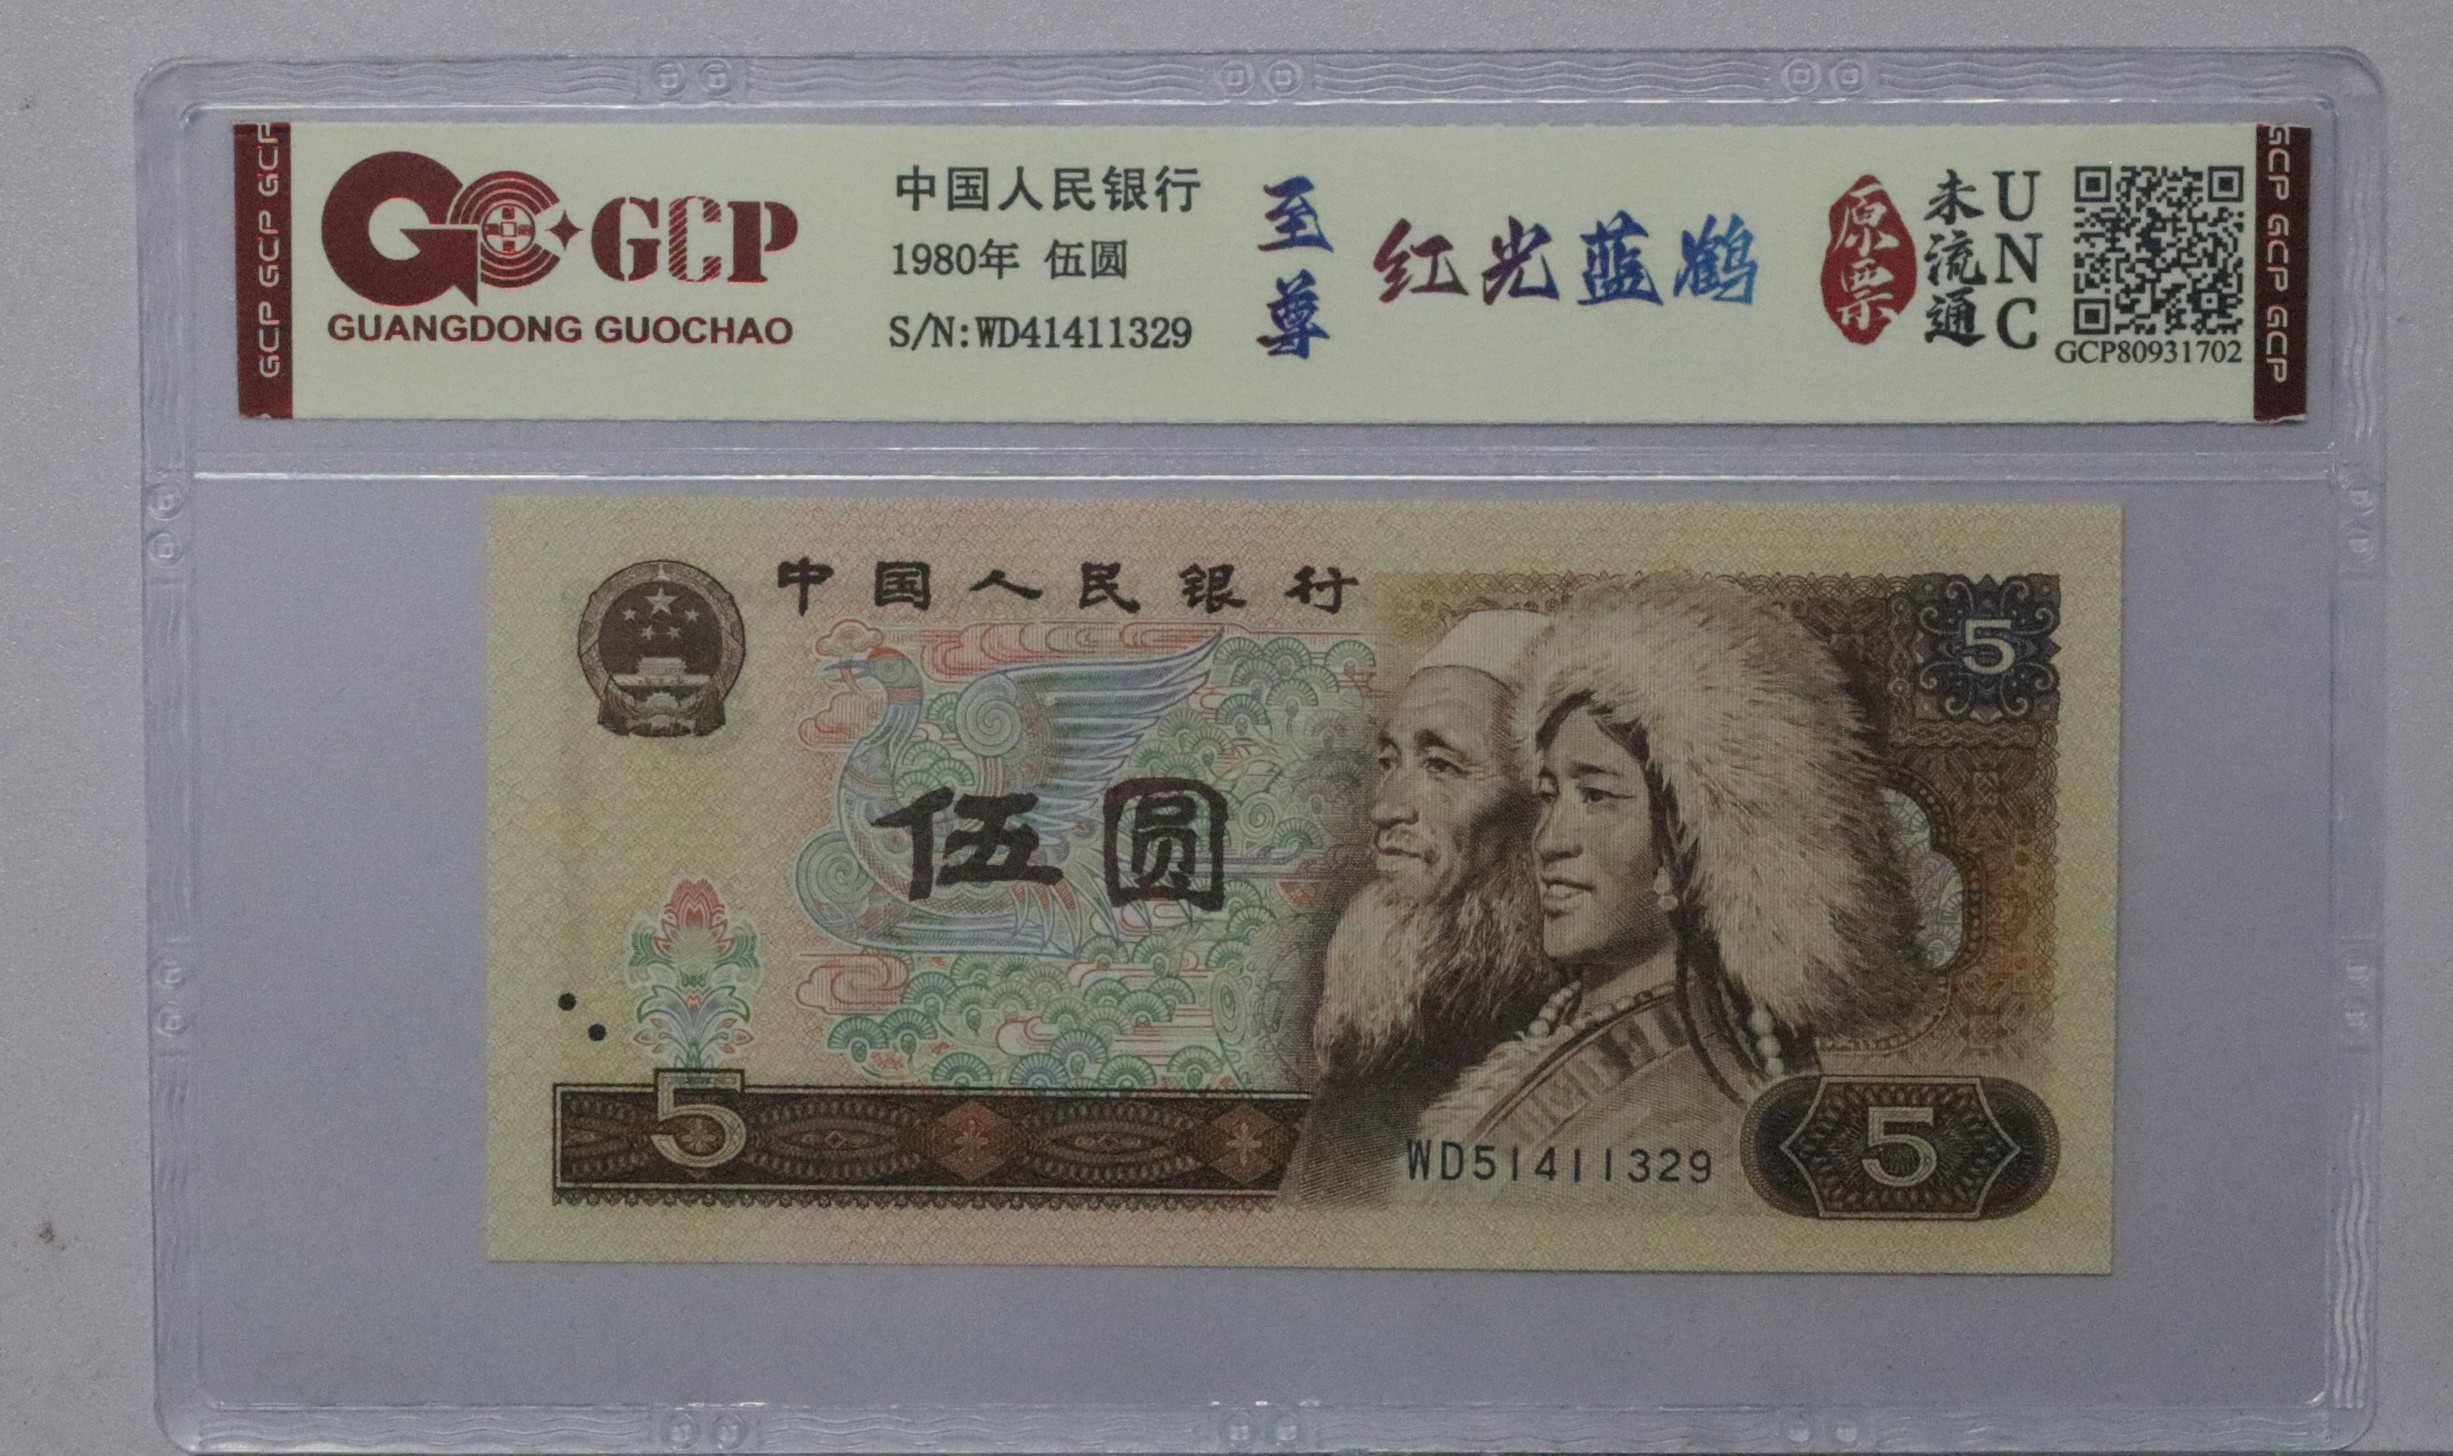 GCP GCP GCP
GCP
GUANGDONG GUOCHAO
中国人民银行
1980年 伍圆
S/N:WD41411329
至尊
红光蓝鹤
原票
未流通
UNC
GCP80931702
GCP GCP GCP
中国人民银行
5
伍圆
5
WD51411329
5